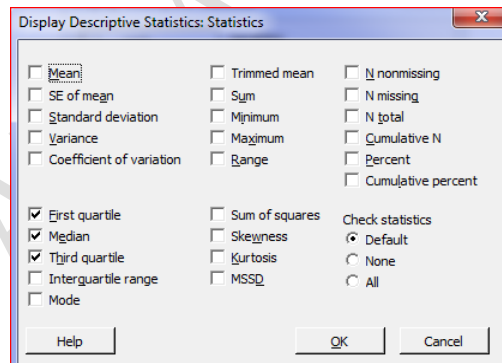 Display Descriptive Statistics: Statistics
Mean
SE of mean
Standard deviation
Variance
Coefficient of variation
Trimmed mean
Sum
Minimum
Maximum
Range
N nonmissing
N missing
N total
Cumulative N
Percent
Cumulative percent
First quartile
Median
Third quartile
Interquartile range
Mode
Sum of squares
Skewness
Kurtosis
MSSD
Check statistics
Default
None
All
Help
OK
Cancel